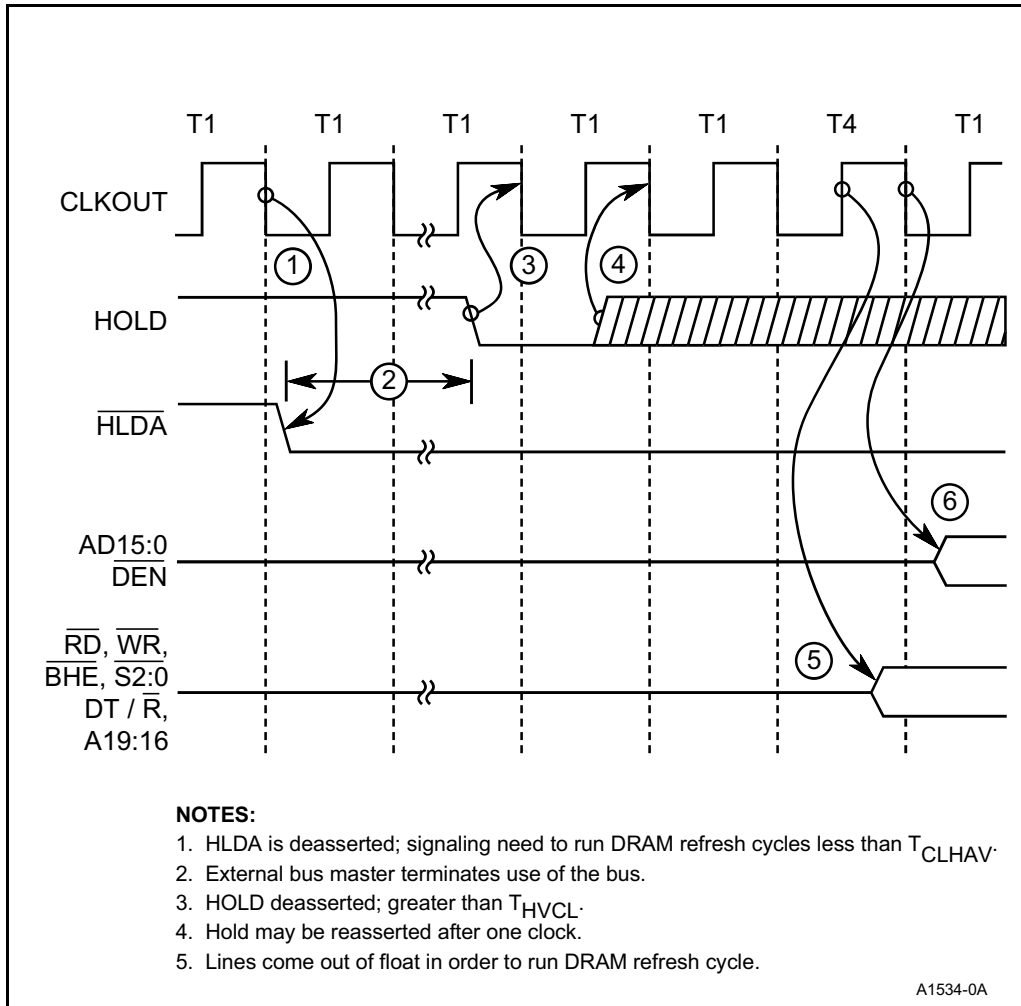 T1 T1 T1 T1 T1 T4 T1
CLKOUT
1 3 4
HOLD
2
HLDA
6
AD15:0
DEN
RD, WR,
5
BHE, S2:0
DT / R,
A19:16
NOTES:
1. HLDA is deasserted; signaling need to run DRAM refresh cycles less than TCLHAV.
2. External bus master terminates use of the bus.
3. HOLD deasserted; greater than THVCL.
4. Hold may be reasserted after one clock.
5. Lines come out of float in order to run DRAM refresh cycle.
A1534-0A